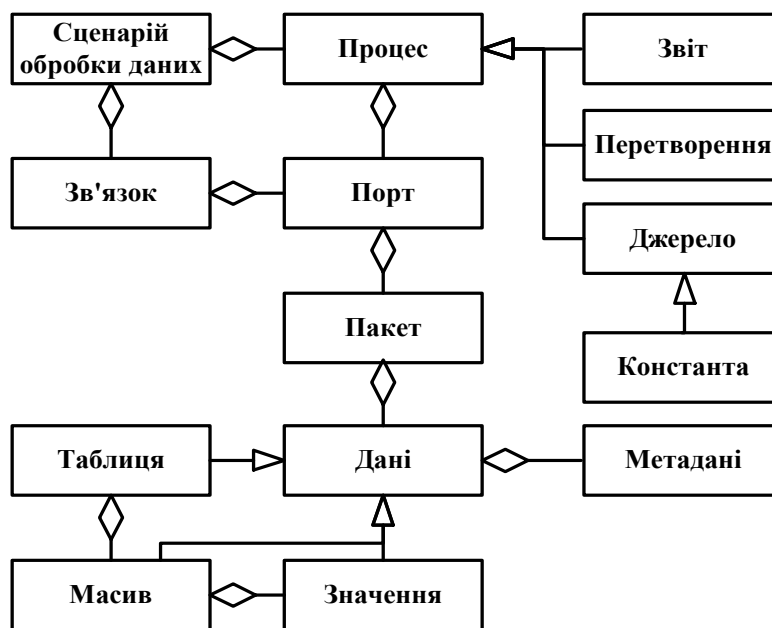 Сценарій
обробки даних
Процес
Звіт
Перетворення
Зв'язок
Порт
Джерело
Пакет
Константа
Таблиця
Дані
Метадані
Масив
Значення